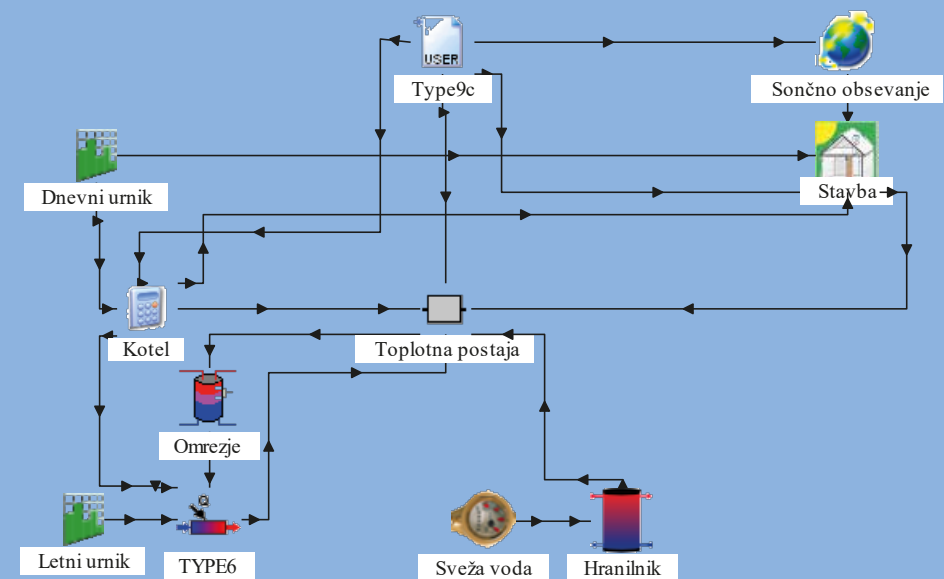 USER
Type9c
Sončno obsevanje
Dnevni urnik
Stavba
Kotel
Toplotna postaja
Omrezje
Letni urnik
TYPE6
Sveža voda
Hranilnik